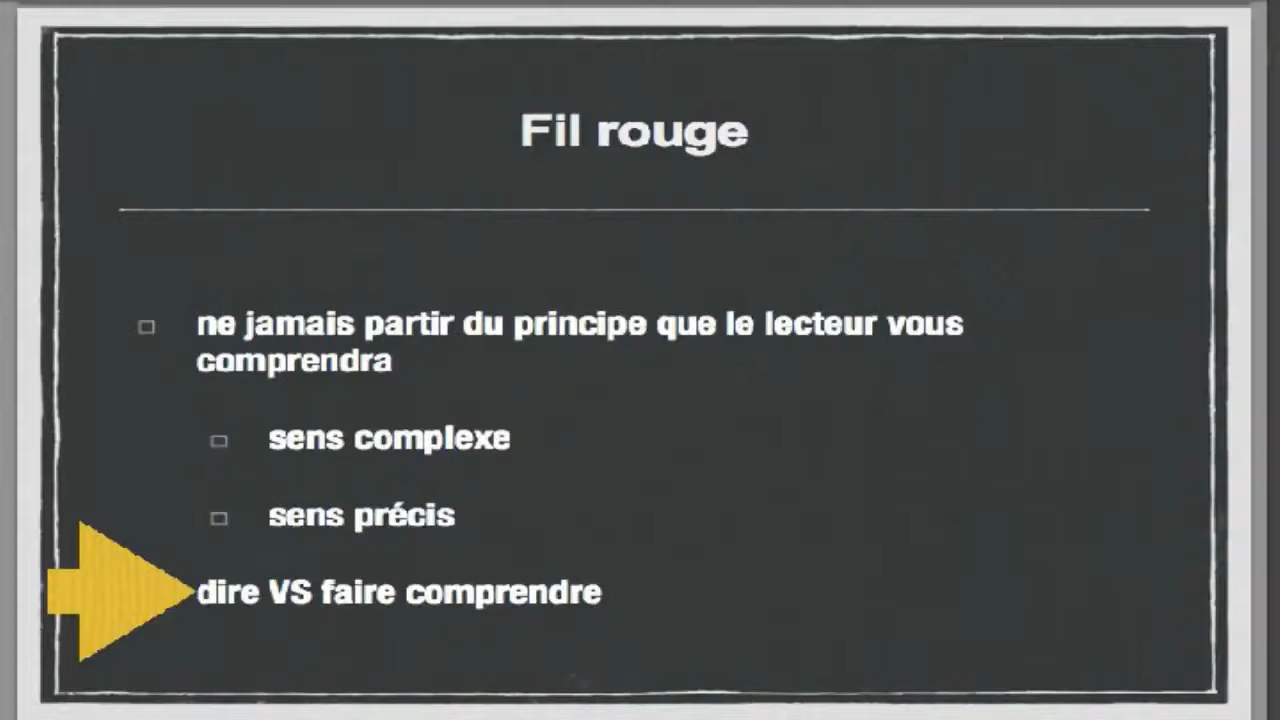 Fil rouge
ne jamais partir du principe que le lecteur vous
comprendra
sens complexe
sens précis
dire VS faire comprendre